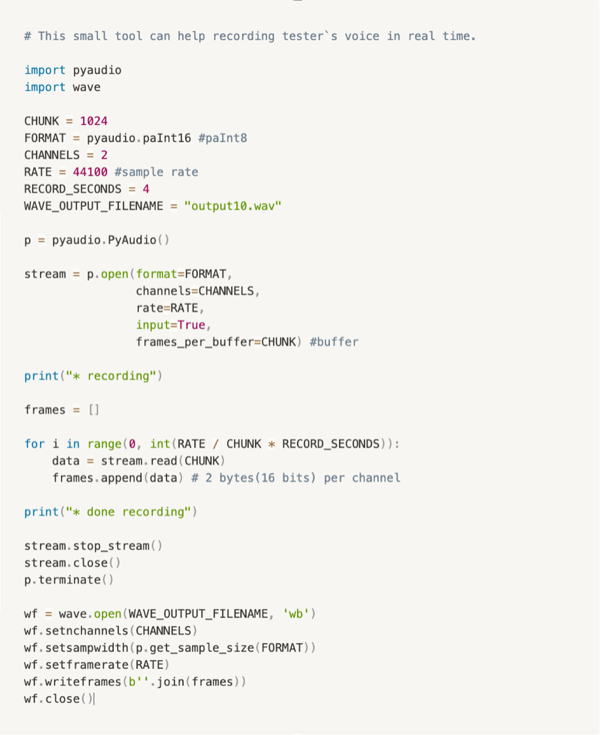 # This small tool can help recording tester`s voice in real time.
import pyaudio
import wave
CHUNK = 1024
FORMAT = pyaudio.paInt16 #paInt8
CHANNELS = 2
RATE = 44100 #sample rate
RECORD_SECONDS = 4
WAVE_OUTPUT_FILENAME = "output10.wav"
p = pyaudio.PyAudio()
stream = p.open(format=FORMAT,
                channels=CHANNELS,
                rate=RATE,
                input=True,
                frames_per_buffer=CHUNK) #buffer
print("* recording")
frames = []
for i in range(0, int(RATE / CHUNK * RECORD_SECONDS)):
    data = stream.read(CHUNK)
    frames.append(data) # 2 bytes(16 bits) per channel
print("* done recording")
stream.stop_stream()
stream.close()
p.terminate()
wf = wave.open(WAVE_OUTPUT_FILENAME, 'wb')
wf.setnchannels(CHANNELS)
wf.setsampwidth(p.get_sample_size(FORMAT))
wf.setframerate(RATE)
wf.writeframes(b''.join(frames))
wf.close()